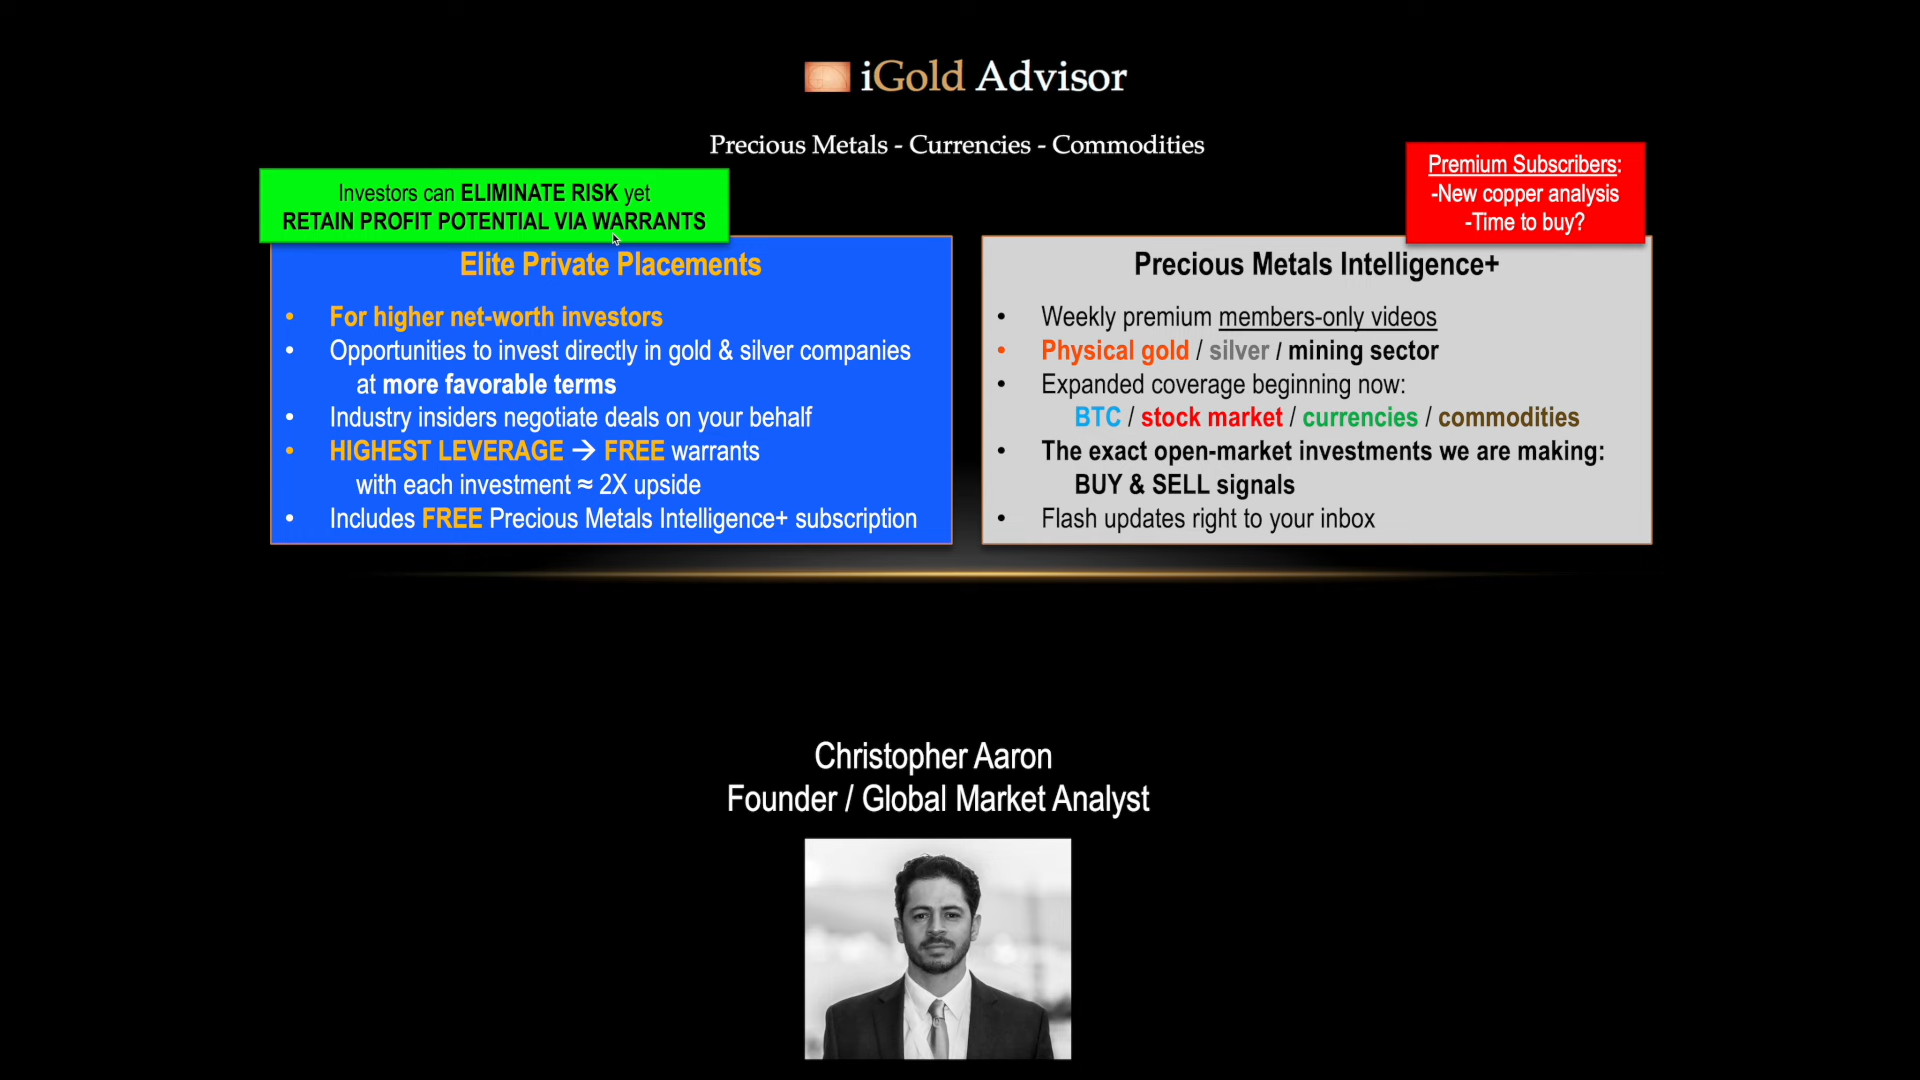 iGold Advisor
Precious Metals - Currencies - Commodities
Investors can ELIMINATE RISK yet
RETAIN PROFIT POTENTIAL VIA WARRANTS
Elite Private Placements
• For higher net-worth investors
• Opportunities to invest directly in gold & silver companies
at more favorable terms
• Industry insiders negotiate deals on your behalf
• HIGHEST LEVERAGE → FREE warrants
with each investment ≈ 2X upside
• Includes FREE Precious Metals Intelligence+ subscription
Premium Subscribers:
-New copper analysis
-Time to buy?
Precious Metals Intelligence+
• Weekly premium members-only videos
• Physical gold / silver / mining sector
• Expanded coverage beginning now:
BTC / stock market / currencies / commodities
• The exact open-market investments we are making:
BUY & SELL signals
• Flash updates right to your inbox
Christopher Aaron
Founder / Global Market Analyst